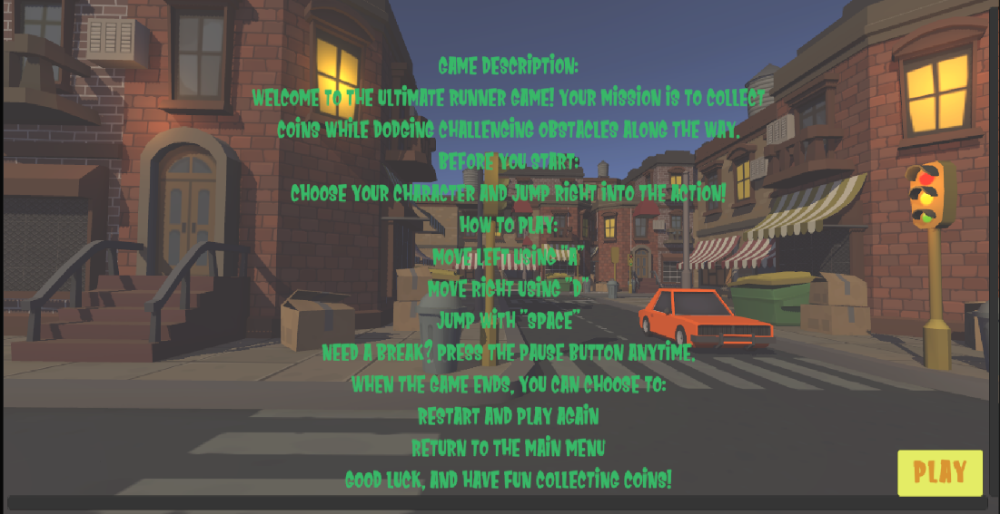 GAME DESCRIPTION:
WELCOME TO THE ULTIMATE RUNNER GAME! YOUR MISSION IS TO COLLECT
COINS WHILE DODGING CHALLENGING OBSTACLES ALONG THE WAY.
BEFORE YOU START:
CHOOSE YOUR CHARACTER AND JUMP RIGHT INTO THE ACTION!
HOW TO PLAY:
MOVE LEFT USING "A"
MOVE RIGHT USING "D"
JUMP WITH "SPACE"
NEED A BREAK? PRESS THE PAUSE BUTTON ANYTIME.
WHEN THE GAME ENDS, YOU CAN CHOOSE TO:
RESTART AND PLAY AGAIN
RETURN TO THE MAIN MENU
GOOD LUCK, AND HAVE FUN COLLECTING COINS!
PLAY